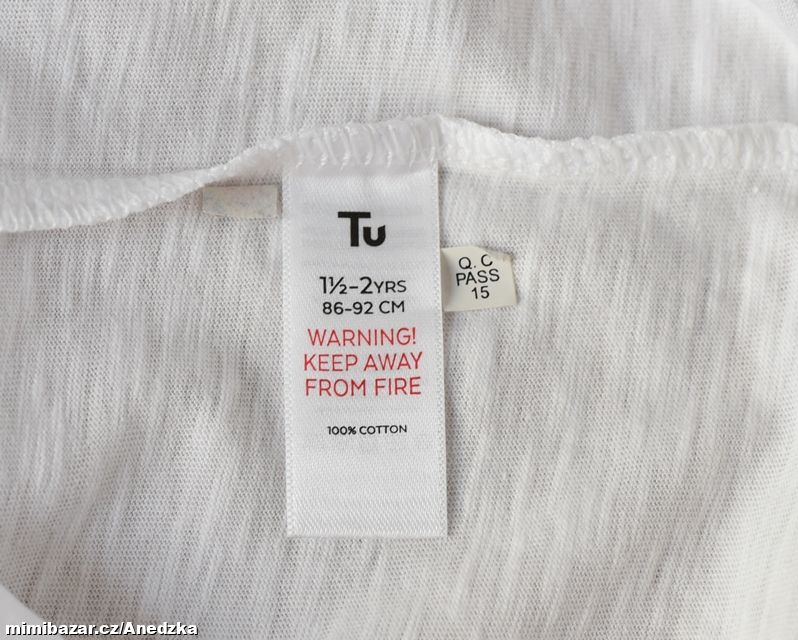 Tu
1½-2YRS
86-92 CM
WARNING!
KEEP AWAY
FROM FIRE
100% COTTON
Q. C
PASS
15
mimibazar.cz/Anedzka